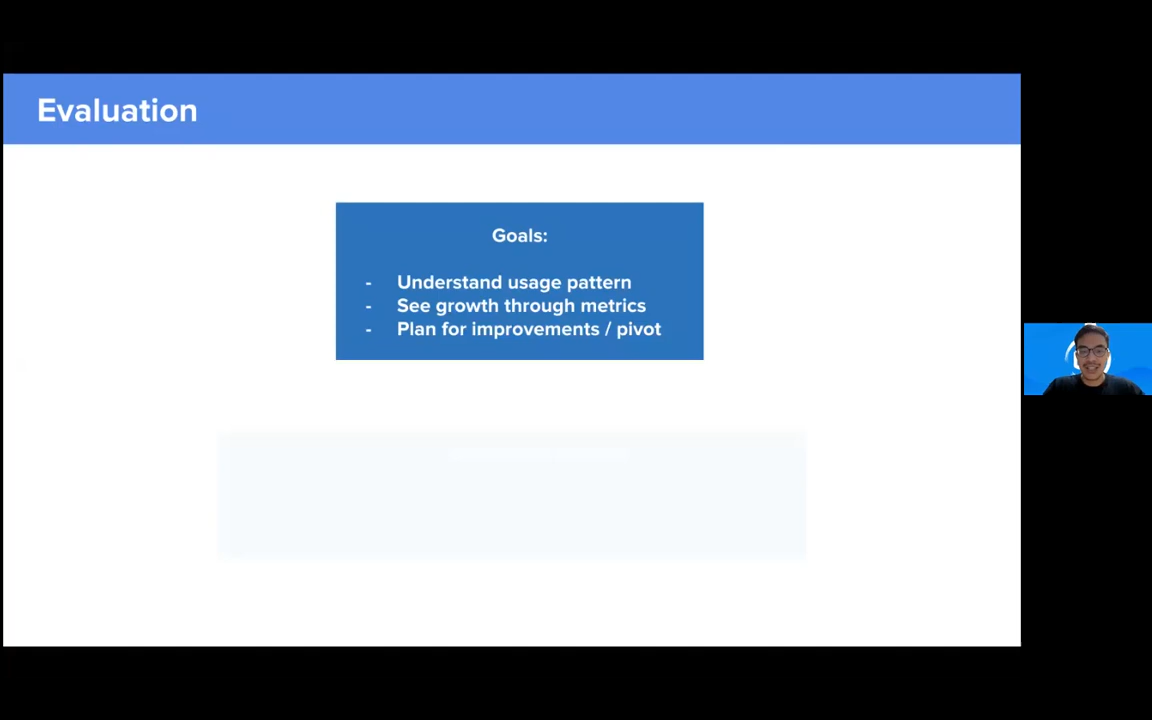 Evaluation
Goals:
- Understand usage pattern
- See growth through metrics
- Plan for improvements / pivot